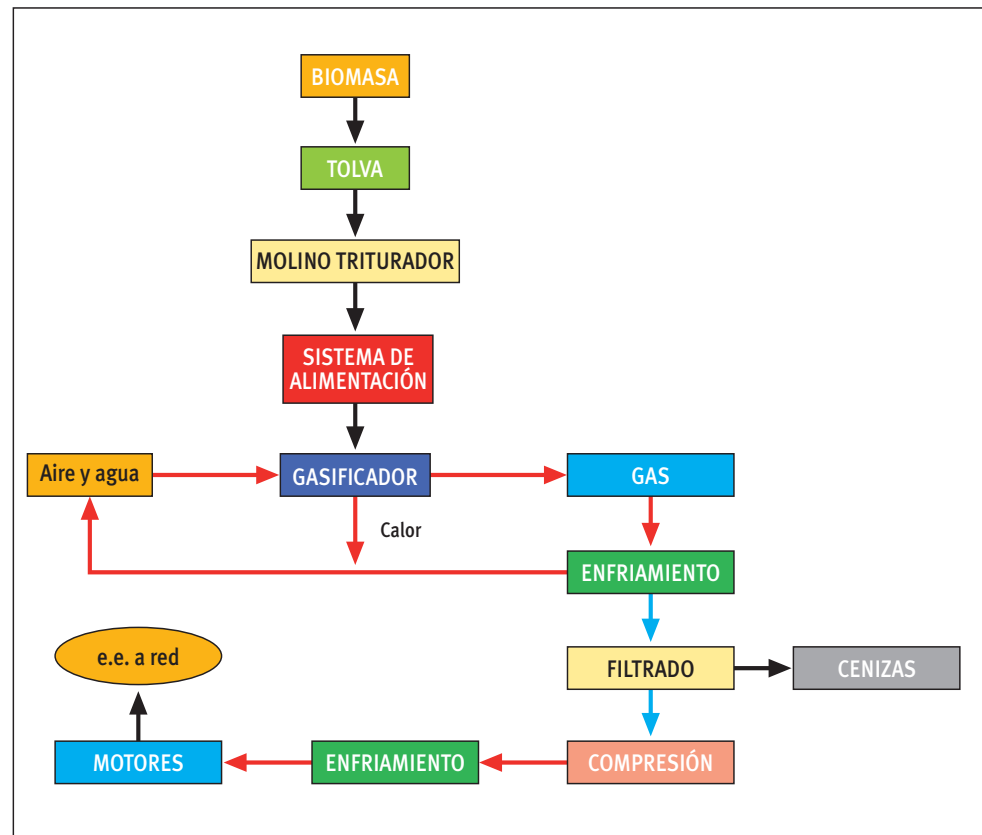 BIOMASA
TOLVA
MOLINO TRITURADOR
SISTEMA DE
ALIMENTACIÓN
Aire y agua
GASIFICADOR
GAS
Calor
ENFRIAMIENTO
e.e. a red
FILTRADO
CENIZAS
MOTORES
ENFRIAMIENTO
COMPRESIÓN